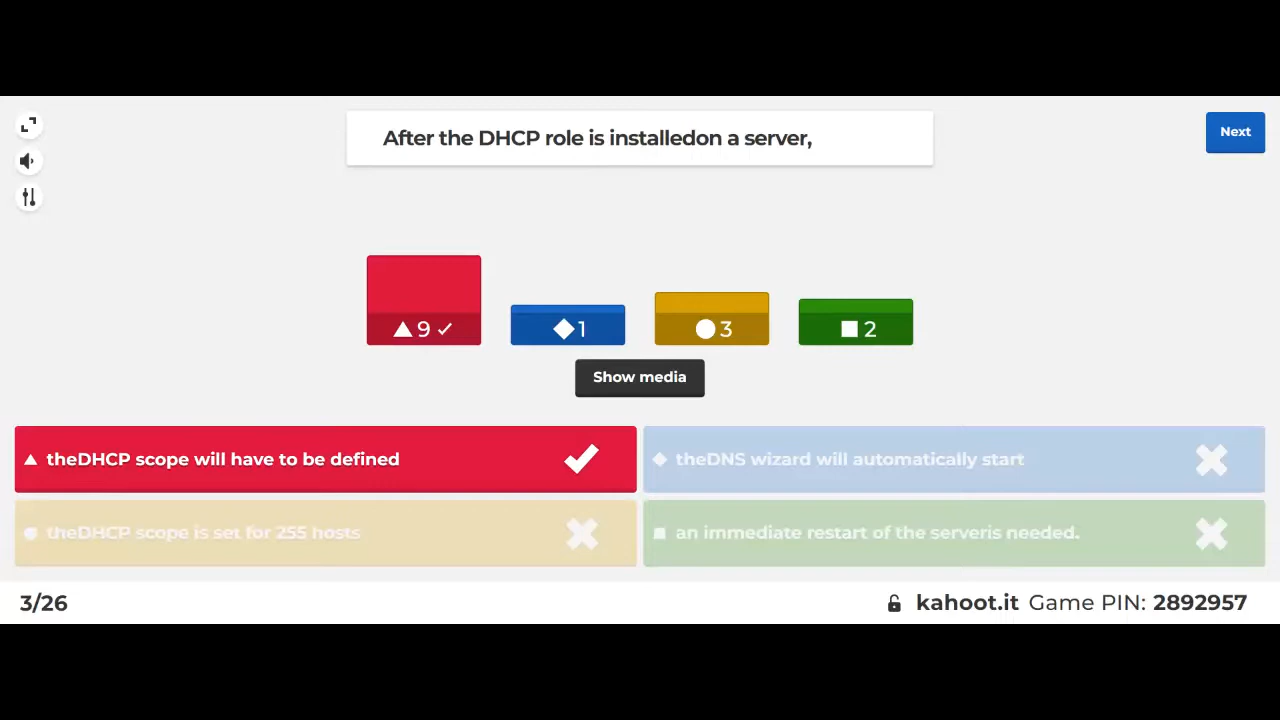 After the DHCP role is installedon a server,
Next
9
1
3
2
Show media
theDHCP scope will have to be defined
theDNS wizard will automatically start
theDHCP scope is set for 255 hosts
an immediate restart of the serveris needed.
3/26
kahoot.it Game PIN: 2892957